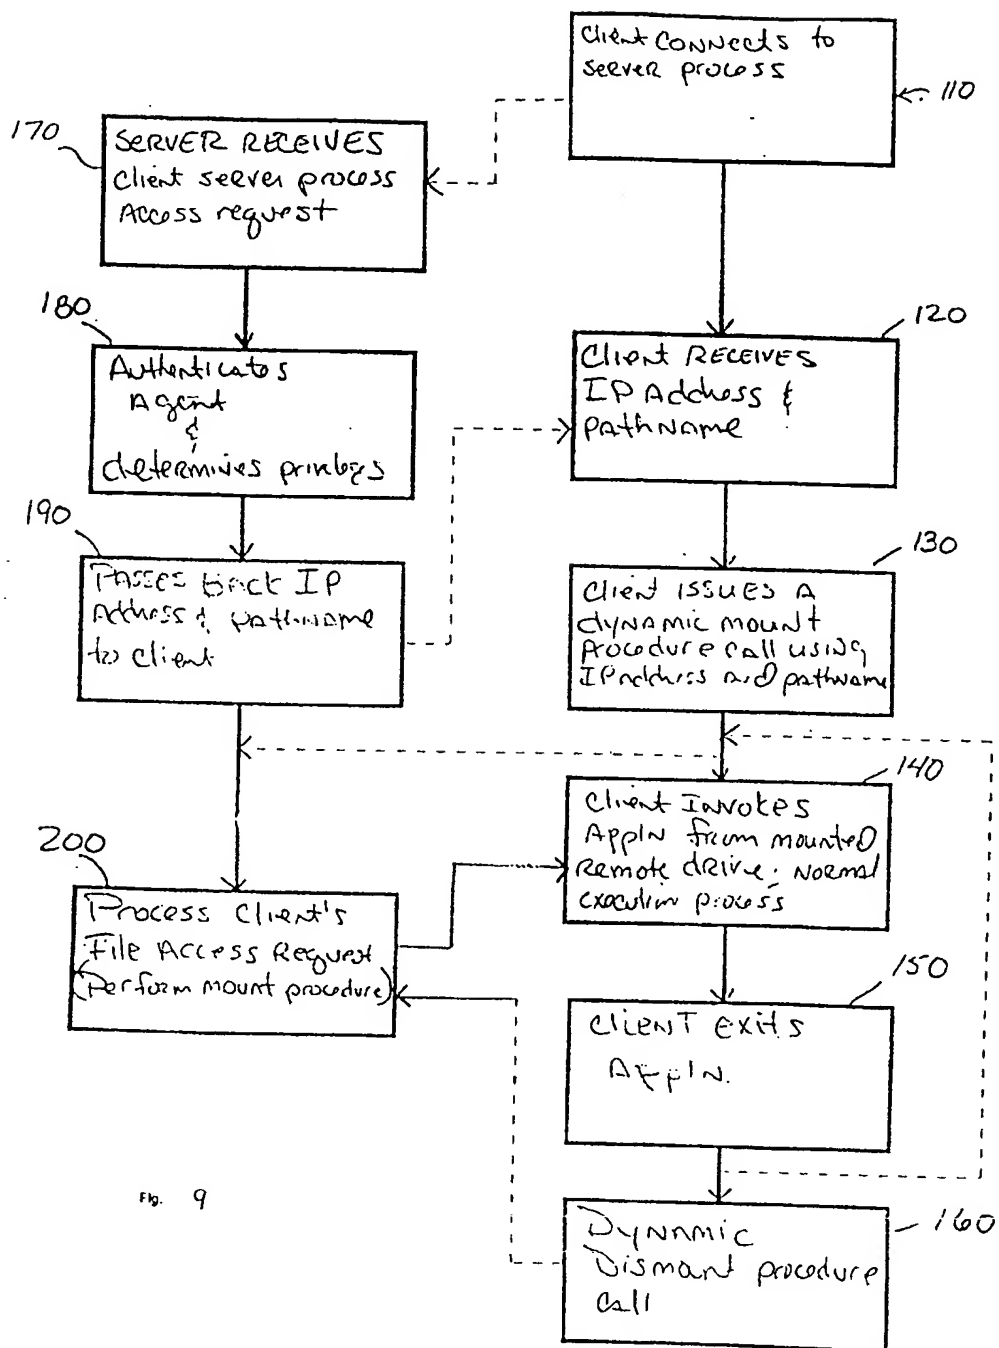 Client Connects to
server process
110
170
SERVER RECEIVES
Client server process
Access request
180
Authenticates
Agent
&
determines privileges
120
Client RECEIVES
IP Address &
PATHNAME
190
Passes back IP
Address & PATHNAME
to client
130
Client ISSUES A
dynamic mount
procedure call using
IP address and pathname
140
Client Invokes
Appln from mounted
Remote drive; Normal
execution process
200
Process Client's
File Access Request
(Perform mount procedure)
150
Client Exits
Appln.
160
Dynamic
Dismant procedure
Call
Fig. 9